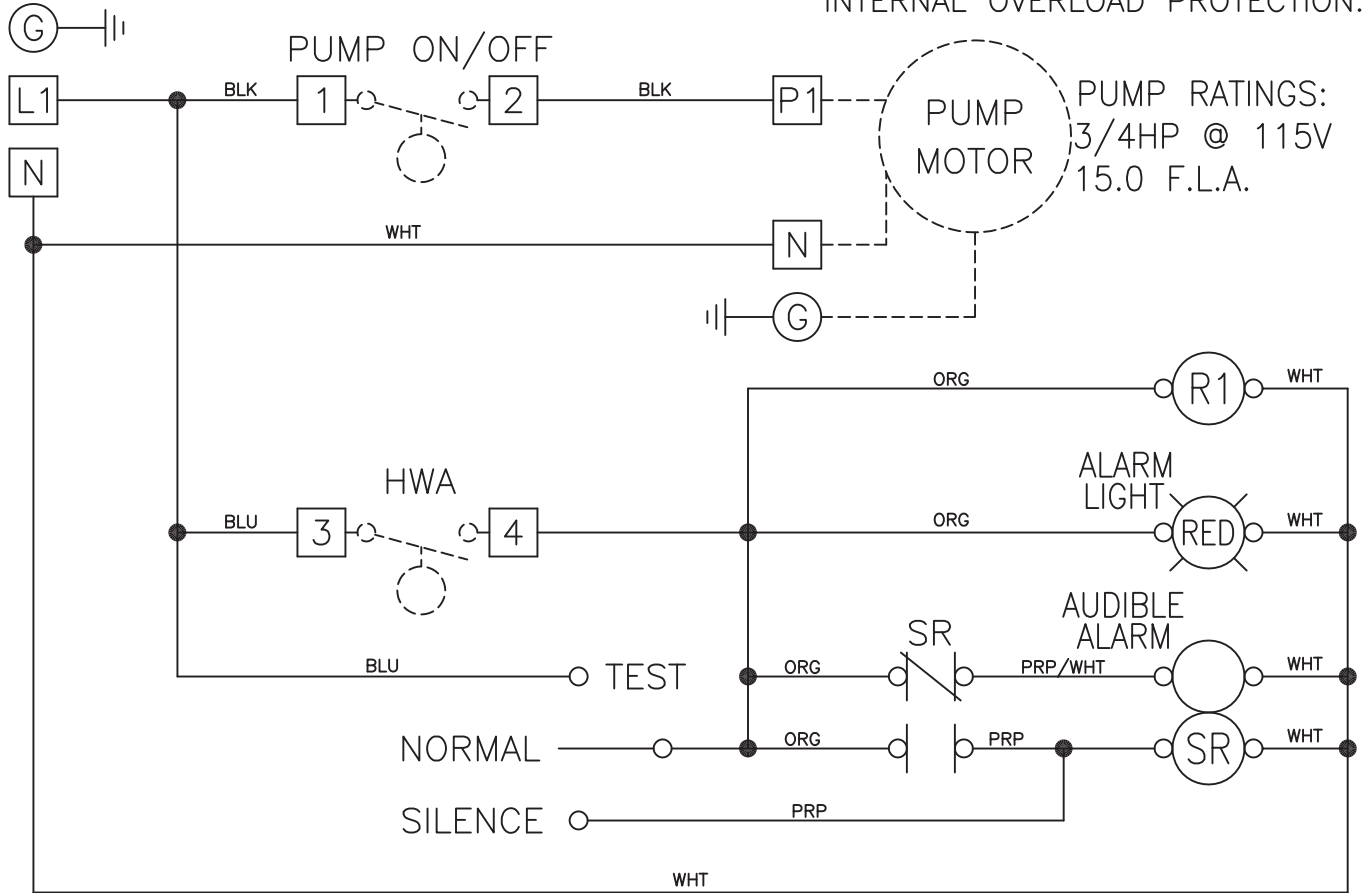 INTERNAL OVERLOAD PROTECTION.
G
PUMP ON/OFF
L1
BLK
1
2
BLK
P1
PUMP
MOTOR
PUMP RATINGS:
3/4HP @ 115V
15.0 F.L.A.
N
WHT
N
G
ORG
R1
WHT
HWA
ALARM
LIGHT
BLU
3
4
ORG
RED
WHT
AUDIBLE
ALARM
SR
BLU
TEST
ORG
PRP/WHT
WHT
NORMAL
ORG
PRP
SR
WHT
SILENCE
PRP
WHT